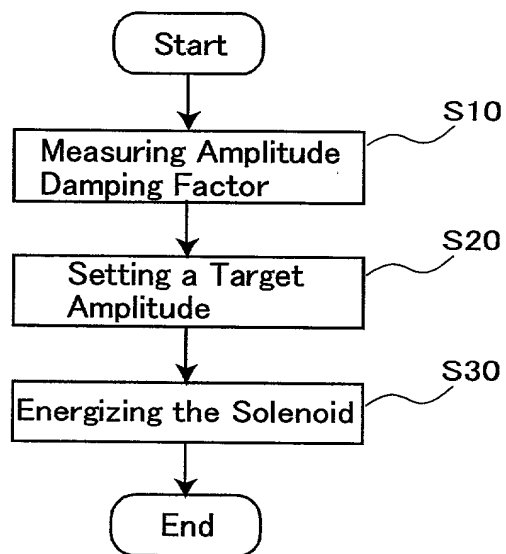 Start
S10
Measuring Amplitude
Damping Factor
S20
Setting a Target
Amplitude
S30
Energizing the Solenoid
End